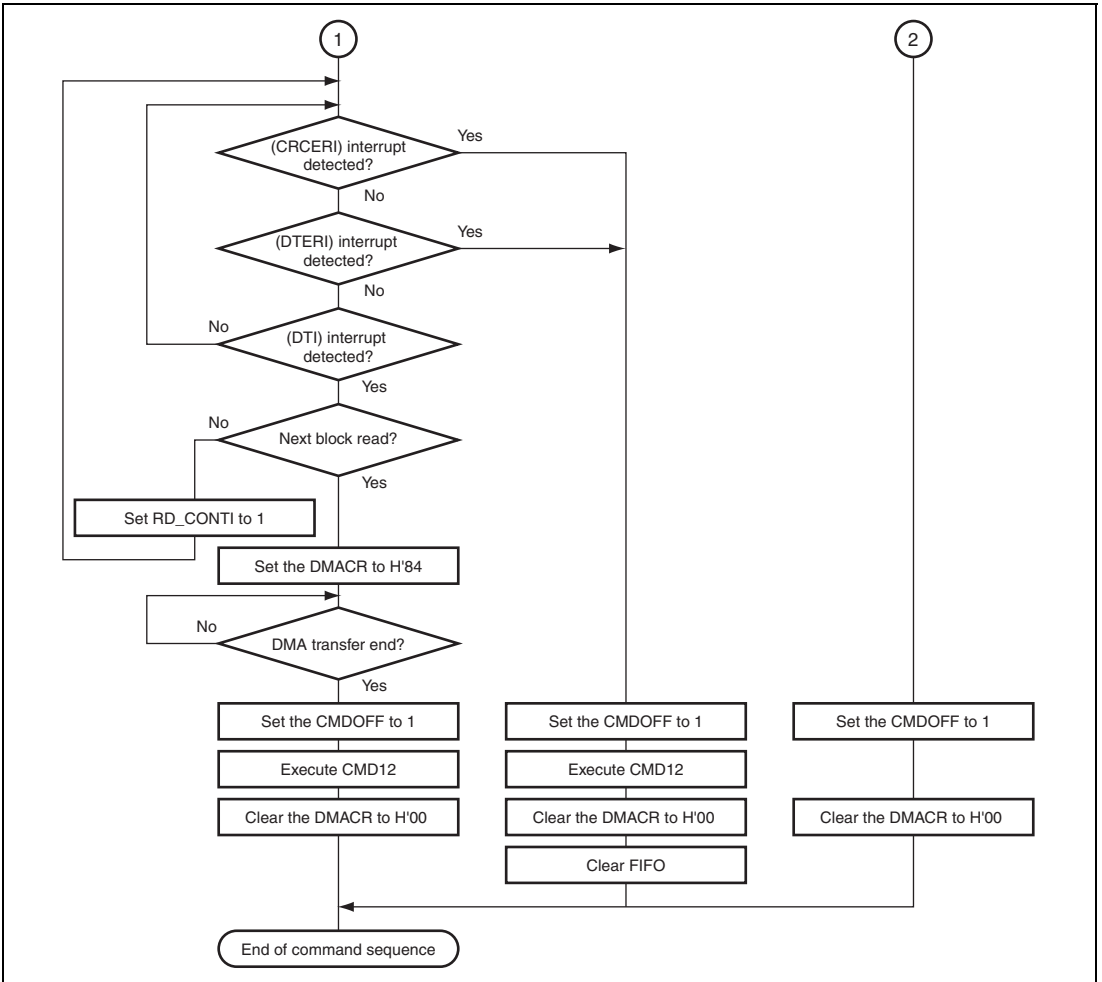 1
2
(CRCERI) interrupt
detected?
Yes
No
(DTERI) interrupt
detected?
Yes
No
(DTI) interrupt
detected?
No
Yes
Next block read?
No
Yes
Set RD_CONTI to 1
Set the DMACR to H'84
DMA transfer end?
No
Yes
Set the CMDOFF to 1
Set the CMDOFF to 1
Set the CMDOFF to 1
Execute CMD12
Execute CMD12
Clear the DMACR to H'00
Clear the DMACR to H'00
Clear the DMACR to H'00
Clear FIFO
End of command sequence